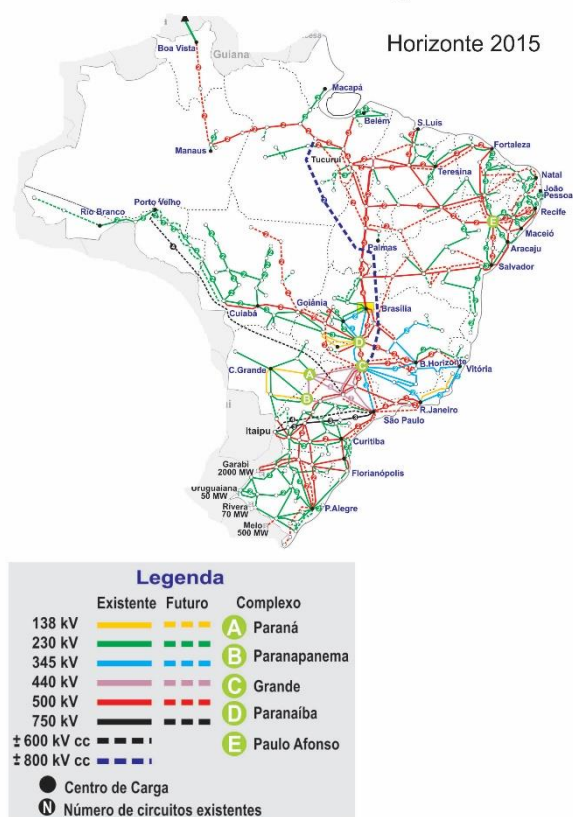 Horizonte 2015
Guiana
Boa Vista
Macapá
Belém
S.Luís
Fortaleza
Manaus
Tucuruí
Teresina
Natal
João
Pessoa
Recife
E
Maceió
Aracaju
Salvador
Porto Velho
Rio Branco
Palmas
Cuiabá
Goiânia
Brasília
D
C
B.Horizonte
Vitória
C.Grande
A
B
R.Janeiro
São Paulo
Itaipu
Curitiba
Garabi
2000 MW
Florianópolis
Uruguaiana
50 MW
Rivera
70 MW
P.Alegre
Melo
500 MW
Legenda
Existente Futuro Complexo
138 kV A Paraná
230 kV B Paranapanema
345 kV
440 kV C Grande
500 kV D Paranaíba
750 kV E Paulo Afonso
± 600 kV cc
± 800 kV cc
Centro de Carga
N Número de circuitos existentes